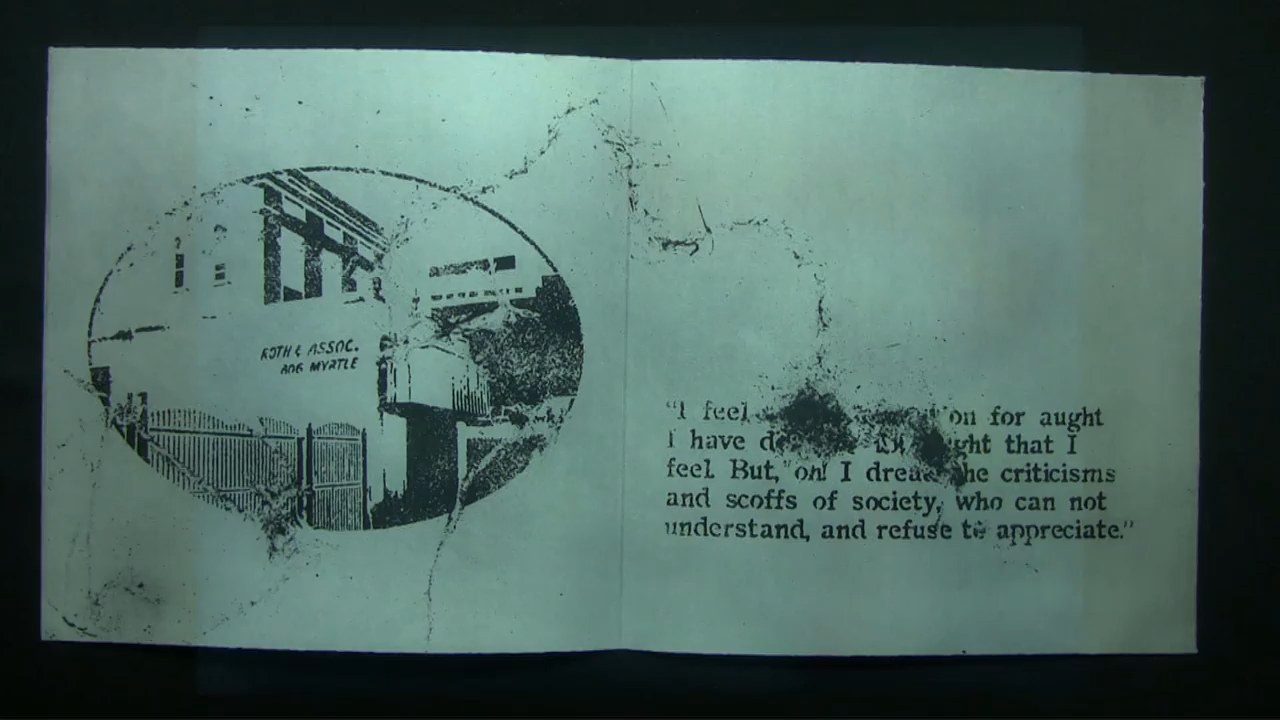 ROTH & ASSOC.
806 MYRTLE
"I feel on for aught
I have that I
feel. But, "oh! I dread the criticisms
and scoffs of society, who can not
understand, and refuse to appreciate."